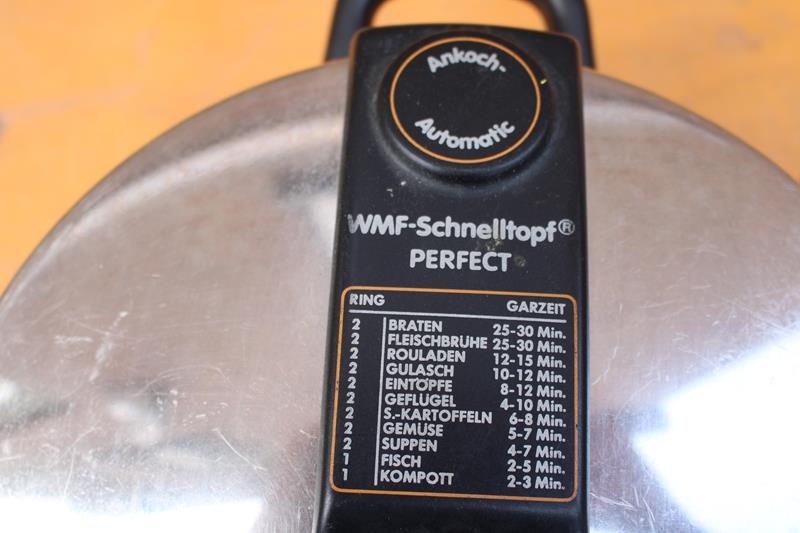 Ankoch-
Automatic
WMF-Schnelltopf®
PERFECT
RING GARZEIT
2 BRATEN 25-30 Min.
2 FLEISCHBRÜHE 25-30 Min.
2 ROULADEN 12-15 Min.
2 GULASCH 10-12 Min.
2 EINTÖPFE 8-12 Min.
2 GEFLÜGEL 4-10 Min.
2 S.-KARTOFFELN 6-8 Min.
2 GEMÜSE 5-7 Min.
2 SUPPEN 4-7 Min.
1 FISCH 2-5 Min.
1 KOMPOTT 2-3 Min.